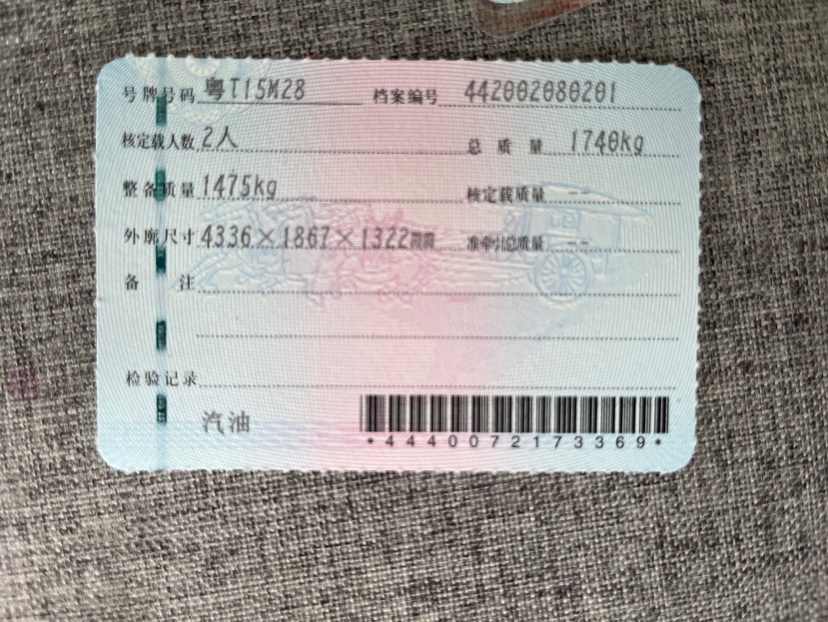 号牌号码 粤T15M28 档案编号 442002080201
核定载人数 2人 总质量 1740kg
整备质量 1475kg 核定载质量 --
外廓尺寸 4336×1867×1322mm 准牵引总质量 --
备注
检验记录
汽油
*4440072173369*